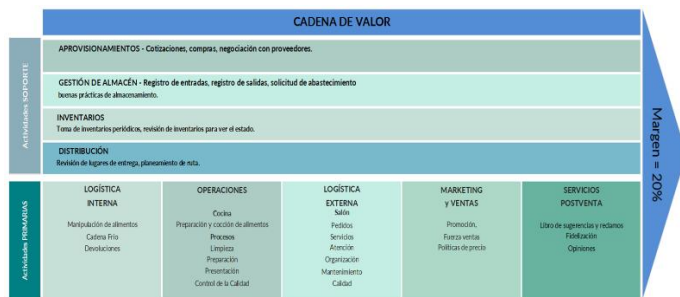 CADENA DE VALOR
Actividades SOPORTE
APROVISIONAMIENTOS - Cotizaciones, compras, negociación con proveedores.
GESTIÓN DE ALMACÉN - Registro de entradas, registro de salidas, solicitud de abastecimiento
buenas prácticas de almacenamiento.
INVENTARIOS
Toma de inventarios periódicos, revisión de inventarios para ver el estado.
DISTRIBUCIÓN
Revisión de lugares de entrega, planeamiento de ruta.
Margen = 20%
Actividades PRIMARIAS
LOGÍSTICA
INTERNA
Manipulación de alimentos
Cadena Frío
Devoluciones
OPERACIONES
Cocina
Preparación y cocción de alimentos
Procesos
Limpieza
Preparación
Presentación
Control de la Calidad
LOGÍSTICA
EXTERNA
Salón
Pedidos
Servicios
Atención
Organización
Mantenimiento
Calidad
MARKETING
y VENTAS
Promoción,
Fuerza ventas
Políticas de precio
SERVICIOS
POSTVENTA
Libro de sugerencias y reclamos
Fidelización
Opiniones